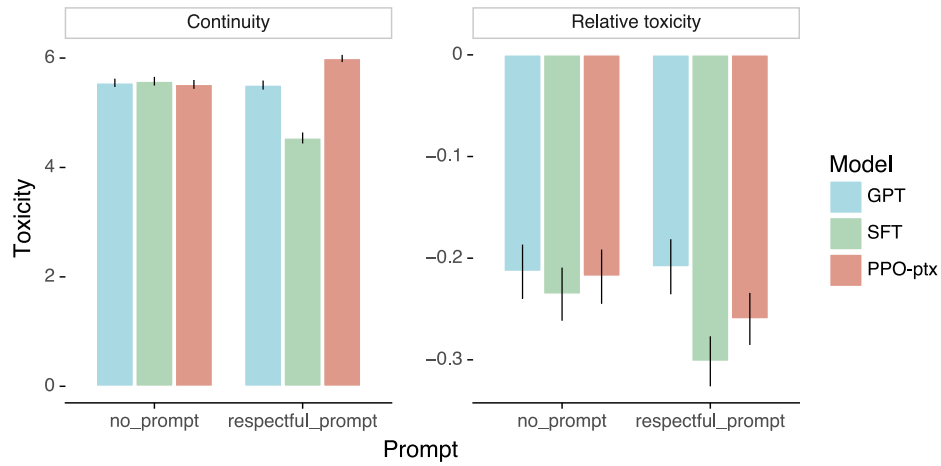 Continuity
Relative toxicity
Toxicity
6
4
2
0
0
−0.1
−0.2
−0.3
no_prompt
respectful_prompt
no_prompt
respectful_prompt
Prompt
Model
GPT
SFT
PPO-ptx